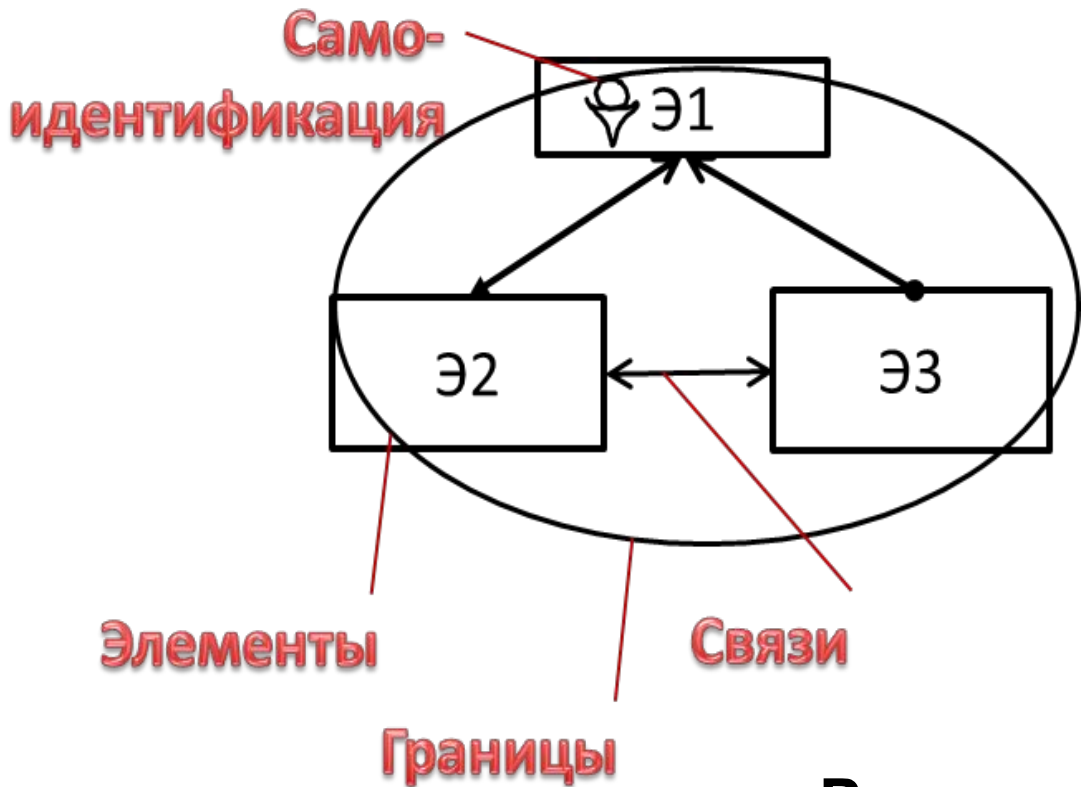 Само-
идентификация
Э1
Э2
Э3
Элементы
Связи
Границы